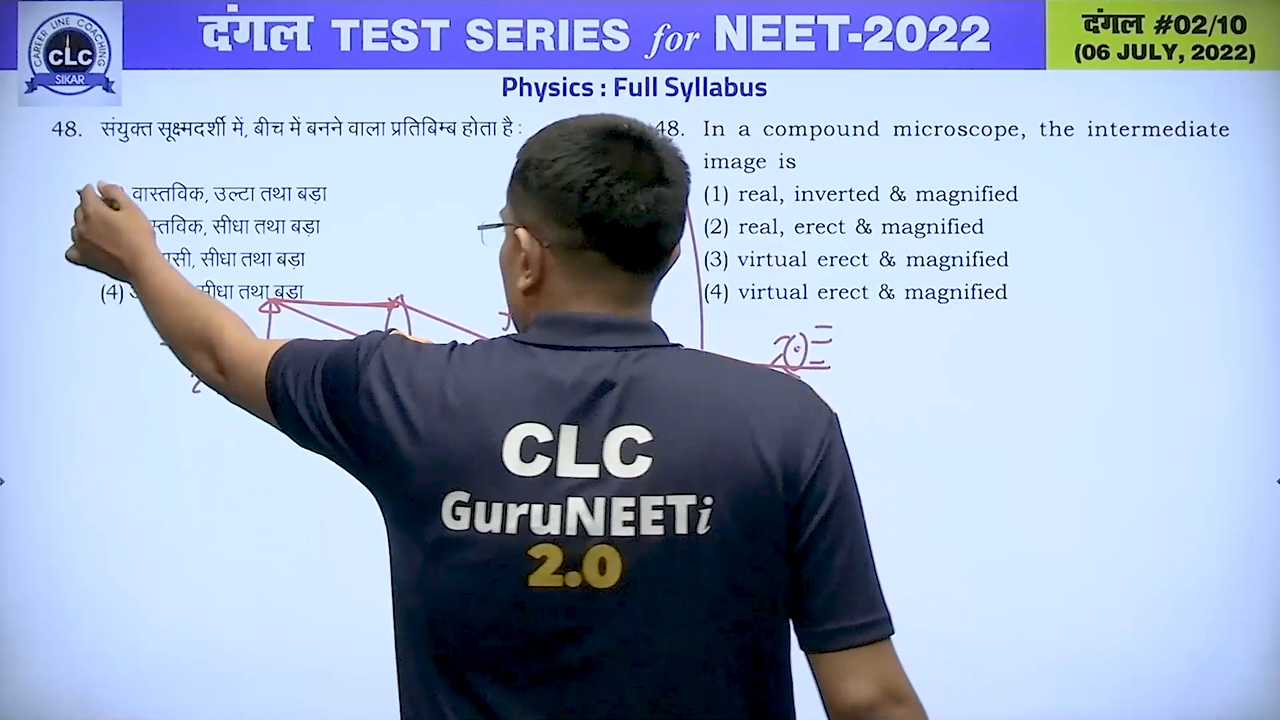 दंगल TEST SERIES for NEET-2022
दंगल #02/10
(06 JULY, 2022)
CAREER LINE COACHING
CLC
SIKAR
Physics : Full Syllabus
48. संयुक्त सूक्ष्मदर्शी में, बीच में बनने वाला प्रतिबिम्ब होता है :
वास्तविक, उल्टा तथा बड़ा
सीधा तथा बड़ा
सीधा तथा बड़ा
(4) सीधा तथा बड़ा
48. In a compound microscope, the intermediate
image is
(1) real, inverted & magnified
(2) real, erect & magnified
(3) virtual erect & magnified
(4) virtual erect & magnified
CLC
GuruNEETi
2.0